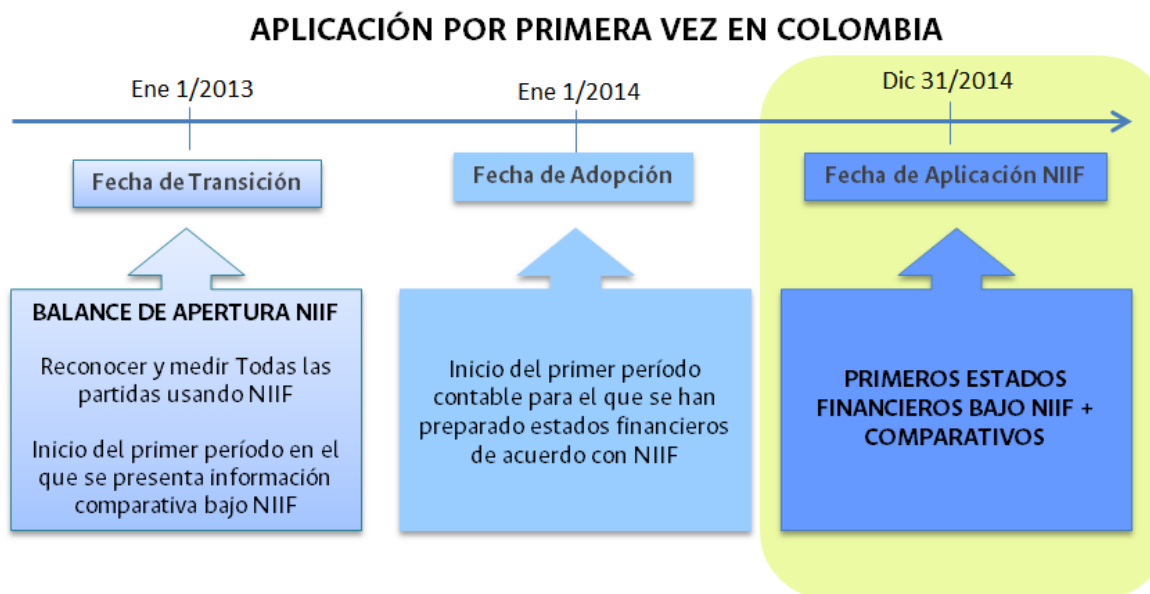 APLICACIÓN POR PRIMERA VEZ EN COLOMBIA
Ene 1/2013
Ene 1/2014
Dic 31/2014
Fecha de Transición
Fecha de Adopción
Fecha de Aplicación NIIF
BALANCE DE APERTURA NIIF
Reconocer y medir Todas las
partidas usando NIIF
Inicio del primer período en el
que se presenta información
comparativa bajo NIIF
Inicio del primer período
contable para el que se han
preparado estados financieros
de acuerdo con NIIF
PRIMEROS ESTADOS
FINANCIEROS BAJO NIIF +
COMPARATIVOS